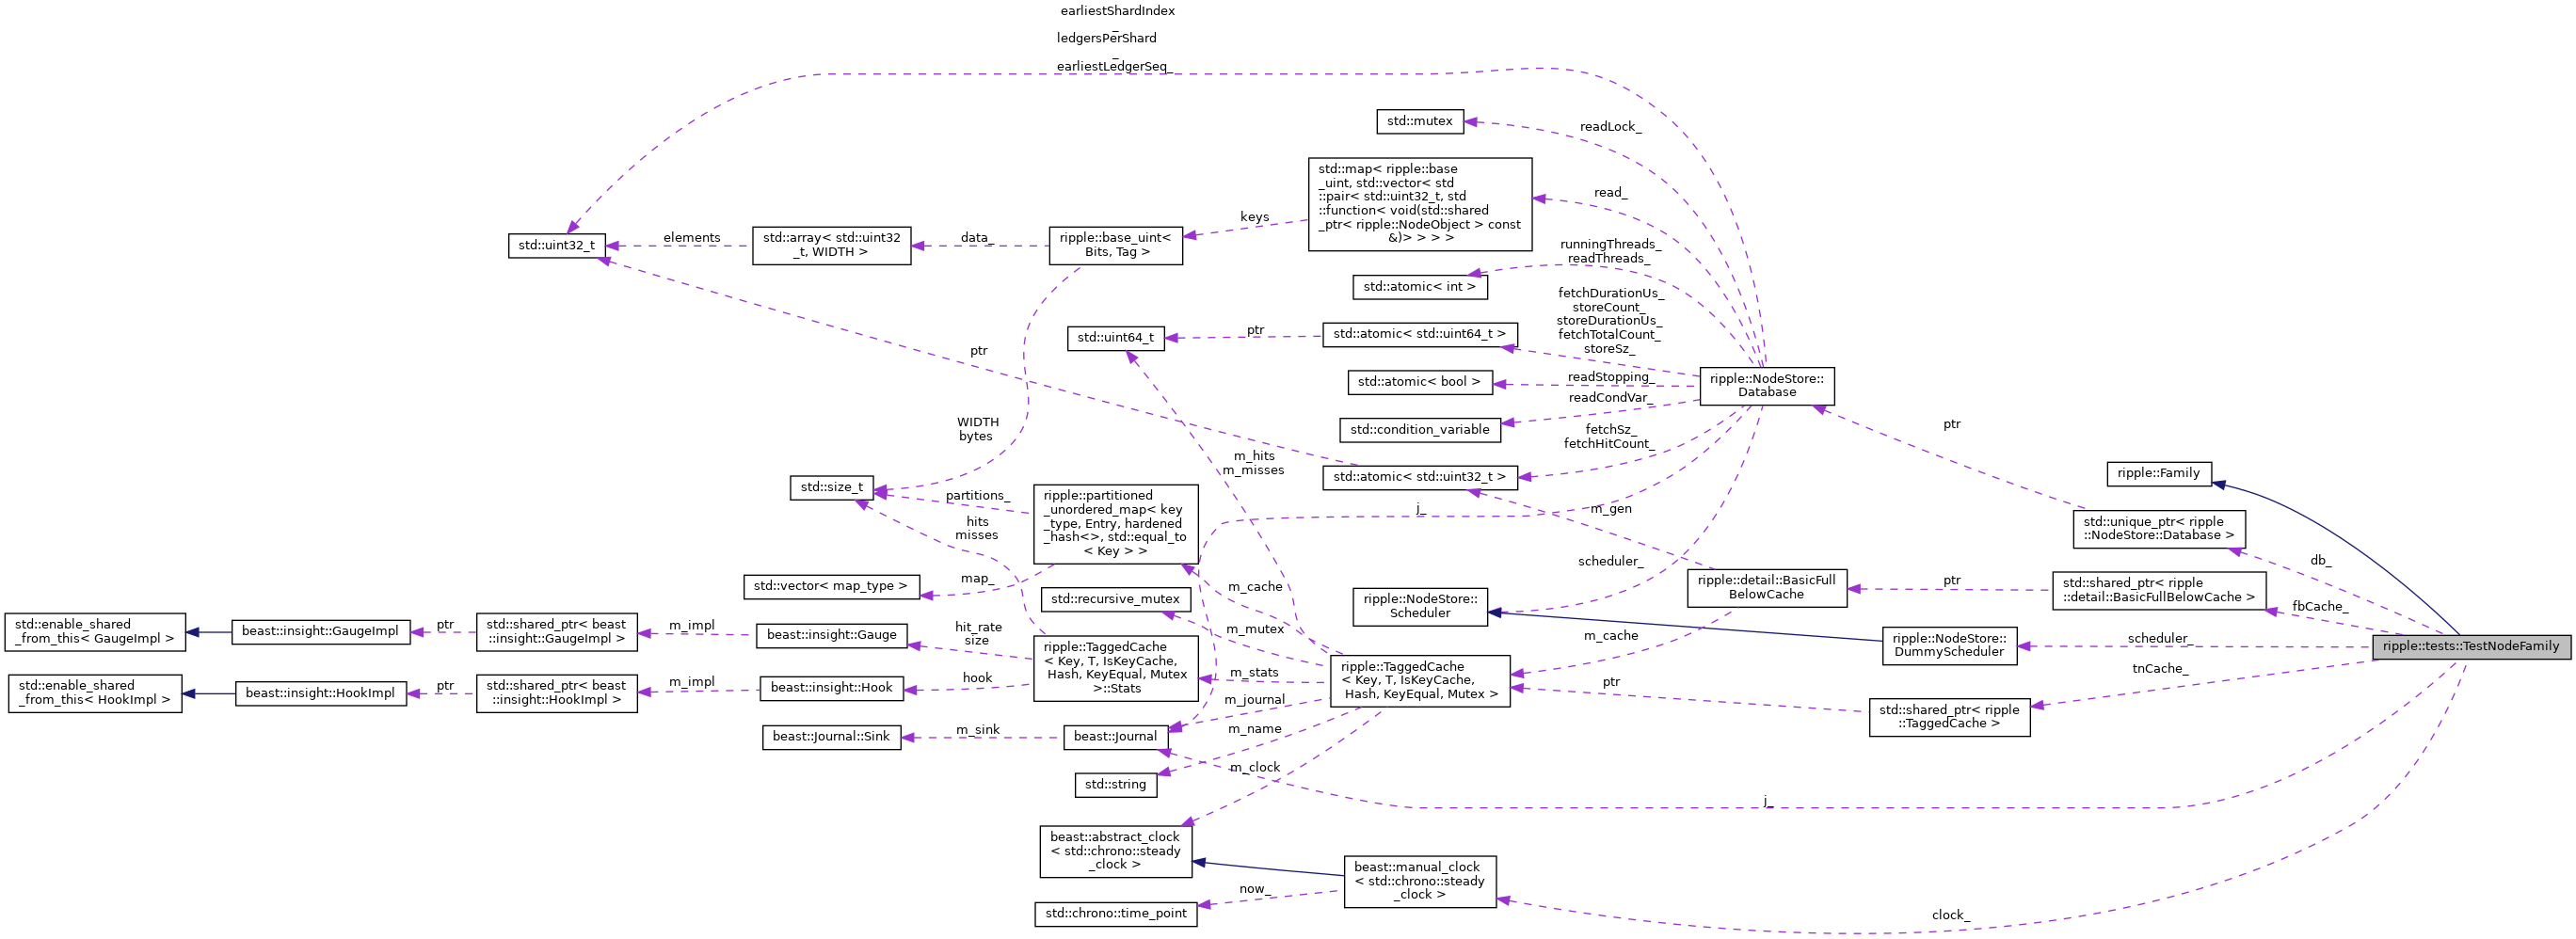 earliestShardIndex
_
ledgersPerShard
_
earliestLedgerSeq_
std::mutex
readLock_
std::map< ripple::base
_uint, std::vector< std
::pair< std::uint32_t, std
::function< void(std::shared
_ptr< ripple::NodeObject > const
&)> > > >
read_
keys
std::uint32_t
elements
std::array< std::uint32
_t, WIDTH >
data_
ripple::base_uint<
Bits, Tag >
runningThreads_
readThreads_
std::atomic< int >
fetchDurationUs_
storeCount_
storeDurationUs_
fetchTotalCount_
storeSz_
std::uint64_t
ptr
std::atomic< std::uint64_t >
ptr
std::atomic< bool >
readStopping_
ripple::NodeStore::
Database
readCondVar_
std::condition_variable
WIDTH
bytes
fetchSz_
fetchHitCount_
ptr
m_hits
m_misses
std::atomic< std::uint32_t >
ripple::Family
std::size_t
partitions_
ripple::partitioned
_unordered_map< key
_type, Entry, hardened
_hash<>, std::equal_to
< Key > >
j_
m_gen
std::unique_ptr< ripple
::NodeStore::Database >
hits
misses
scheduler_
db_
std::vector< map_type >
map_
m_cache
ripple::detail::BasicFull
BelowCache
ptr
std::shared_ptr< ripple
::detail::BasicFullBelowCache >
std::recursive_mutex
ripple::NodeStore::
Scheduler
fbCache_
std::enable_shared
_from_this< GaugeImpl >
beast::insight::GaugeImpl
ptr
std::shared_ptr< beast
::insight::GaugeImpl >
m_impl
beast::insight::Gauge
hit_rate
size
m_mutex
m_cache
ripple::NodeStore::
DummyScheduler
scheduler_
ripple::tests::TestNodeFamily
ripple::TaggedCache
< Key, T, IsKeyCache,
Hash, KeyEqual, Mutex
>::Stats
m_stats
ripple::TaggedCache
< Key, T, IsKeyCache,
Hash, KeyEqual, Mutex >
ptr
tnCache_
std::enable_shared
_from_this< HookImpl >
beast::insight::HookImpl
ptr
std::shared_ptr< beast
::insight::HookImpl >
m_impl
beast::insight::Hook
hook
m_journal
std::shared_ptr< ripple
::TaggedCache >
beast::Journal::Sink
m_sink
beast::Journal
m_name
std::string
m_clock
j_
beast::abstract_clock
< std::chrono::steady
_clock >
beast::manual_clock
< std::chrono::steady
_clock >
now_
std::chrono::time_point
clock_